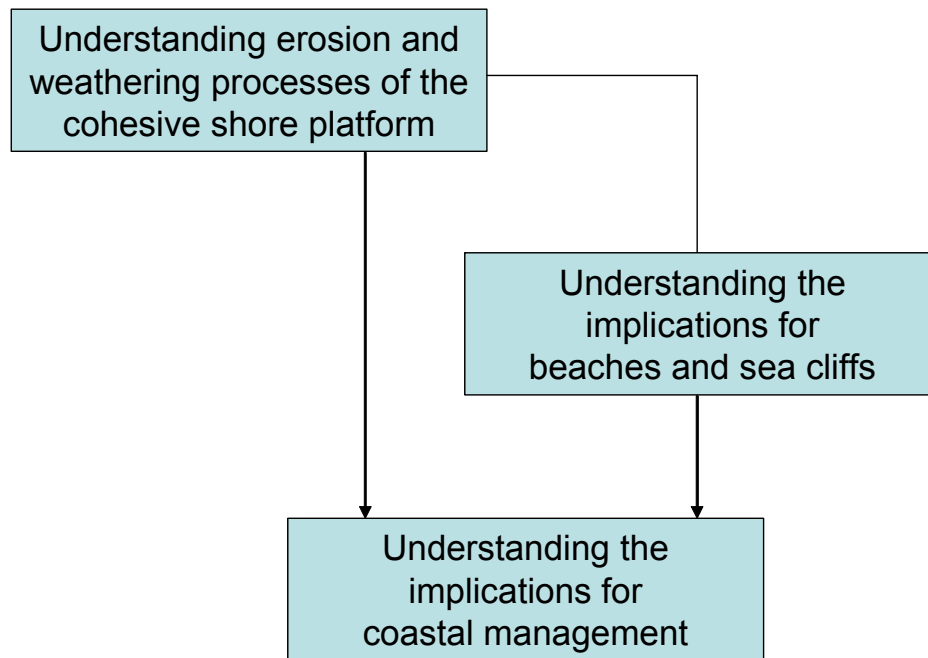 Understanding erosion and
weathering processes of the
cohesive shore platform
Understanding the
implications for
beaches and sea cliffs
Understanding the
implications for
coastal management